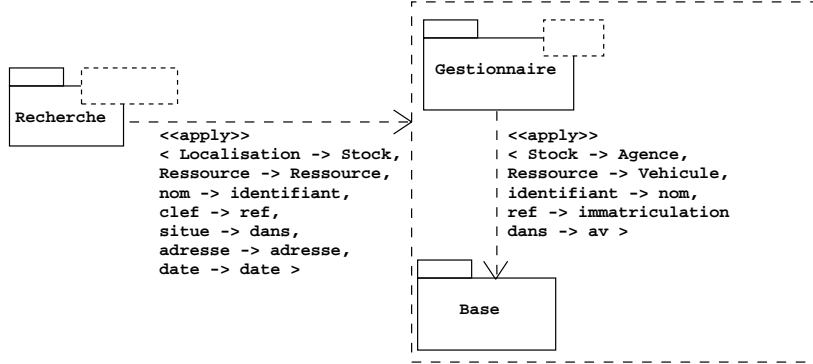 Gestionnaire
Recherche
<<apply>>
< Localisation -> Stock,
Ressource -> Ressource,
nom -> identifiant,
clef -> ref,
situe -> dans,
adresse -> adresse,
date -> date >
<<apply>>
< Stock -> Agence,
Ressource -> Vehicule,
identifiant -> nom,
ref -> immatriculation
dans -> av >
Base